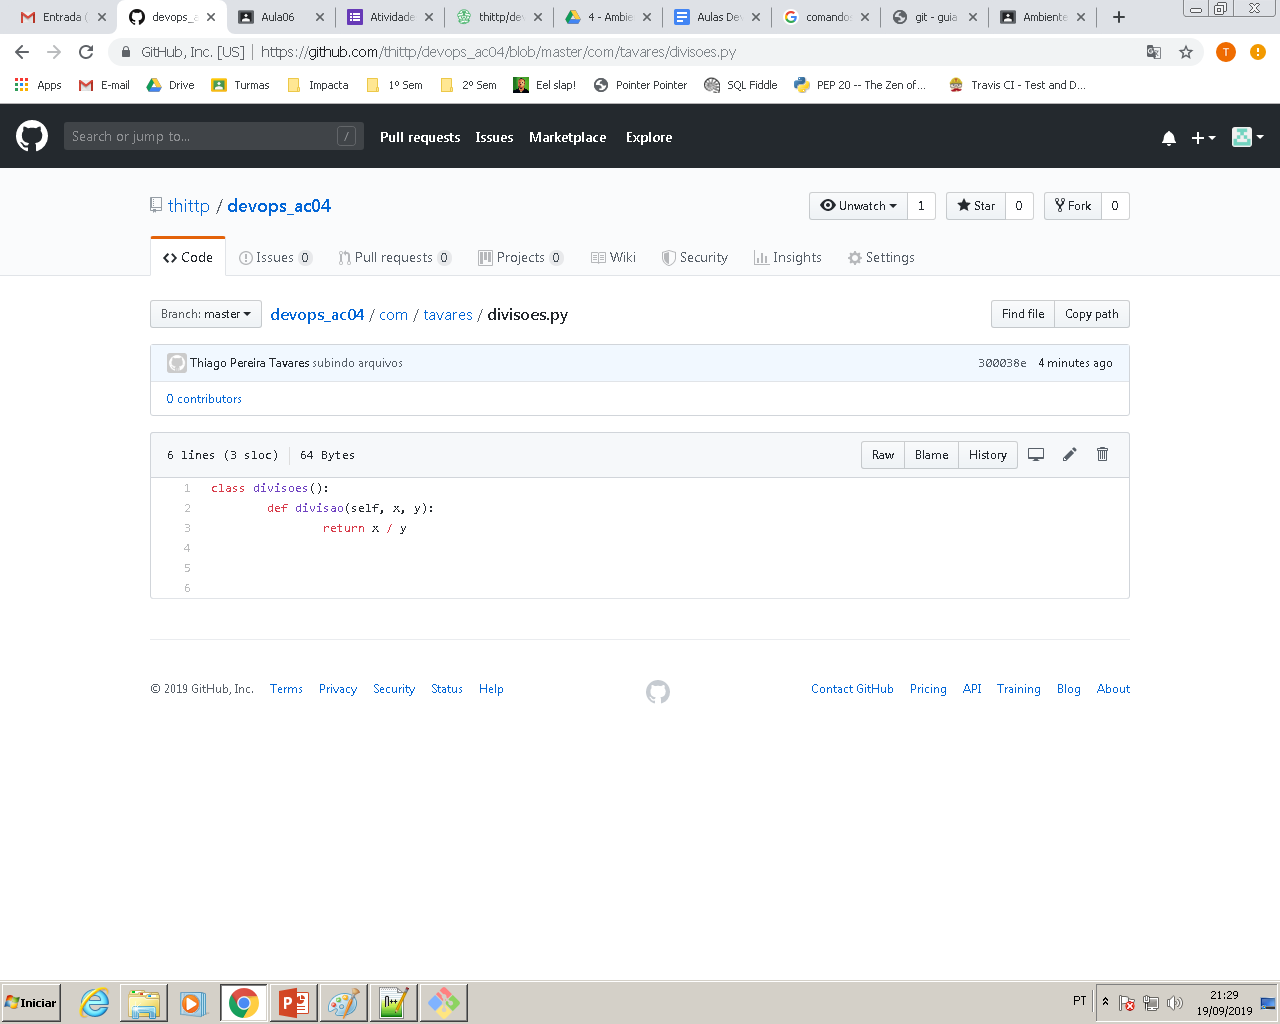 Entrada (
devops_a
Aula06
Atividade
thittp/dev
4 - Ambie
Aulas De
comando
git - guia
Ambiente
GitHub, Inc. [US] | https://github.com/thittp/devops_ac04/blob/master/com/tavares/divisoes.py
T
Apps
E-mail
Drive
Turmas
Impacta
1º Sem
2º Sem
Eel slap!
Pointer Pointer
SQL Fiddle
PEP 20 -- The Zen of...
Travis CI - Test and D...
Search or jump to... /
Pull requests Issues Marketplace Explore
thittp / devops_ac04
Unwatch 1 Star 0 Fork 0
Code Issues 0 Pull requests 0 Projects 0 Wiki Security Insights Settings
Branch: master devops_ac04 / com / tavares / divisoes.py Find file Copy path
Thiago Pereira Tavares subindo arquivos 300038e 4 minutes ago
0 contributors
6 lines (3 sloc) | 64 Bytes Raw Blame History
1 class divisoes():
2 def divisao(self, x, y):
3 return x / y
4
5
6
© 2019 GitHub, Inc. Terms Privacy Security Status Help Contact GitHub Pricing API Training Blog About
Iniciar PT 21:29
19/09/2019